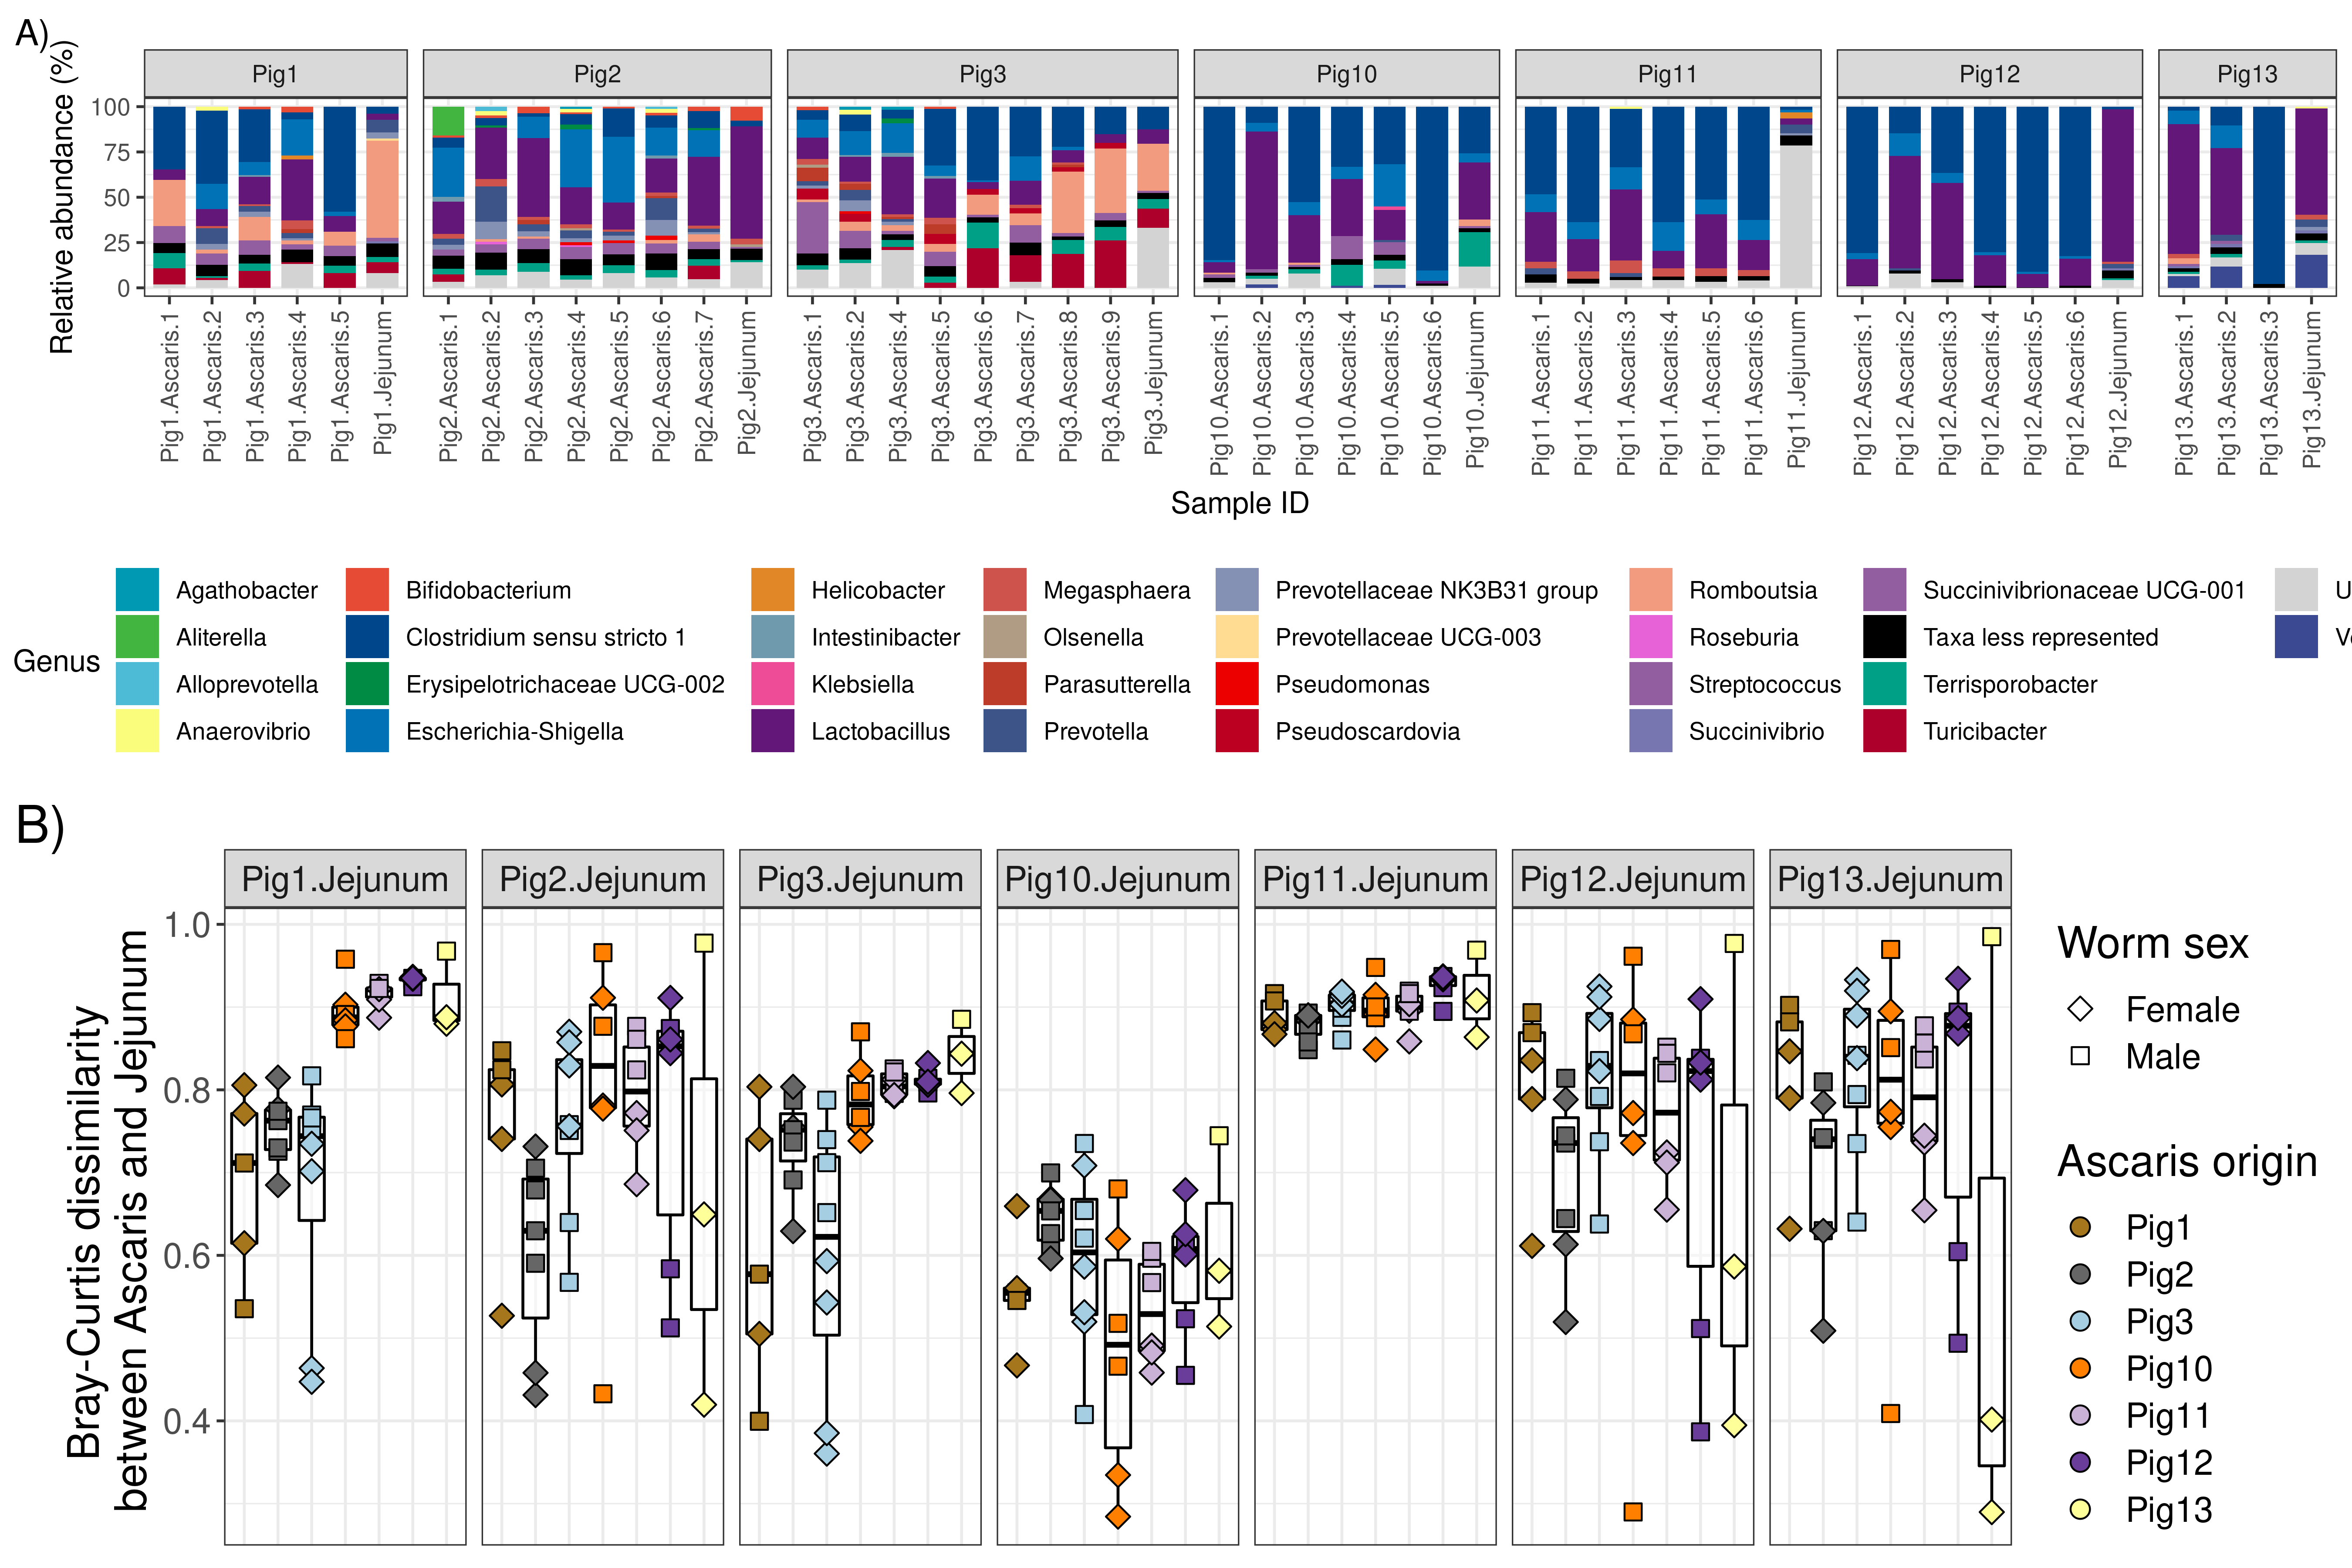 A)
Relative abundance (%)
Pig1 Pig2 Pig3 Pig10 Pig11 Pig12 Pig13
100
75
50
25
0
Pig1.Ascaris.1 Pig1.Ascaris.2 Pig1.Ascaris.3 Pig1.Ascaris.4 Pig1.Ascaris.5 Pig1.Jejunum Pig2.Ascaris.1 Pig2.Ascaris.2 Pig2.Ascaris.3 Pig2.Ascaris.4 Pig2.Ascaris.5 Pig2.Ascaris.6 Pig2.Ascaris.7 Pig2.Jejunum Pig3.Ascaris.1 Pig3.Ascaris.2 Pig3.Ascaris.4 Pig3.Ascaris.5 Pig3.Ascaris.6 Pig3.Ascaris.7 Pig3.Ascaris.8 Pig3.Ascaris.9 Pig3.Jejunum Pig10.Ascaris.1 Pig10.Ascaris.2 Pig10.Ascaris.3 Pig10.Ascaris.4 Pig10.Ascaris.5 Pig10.Ascaris.6 Pig10.Jejunum Pig11.Ascaris.1 Pig11.Ascaris.2 Pig11.Ascaris.3 Pig11.Ascaris.4 Pig11.Ascaris.5 Pig11.Ascaris.6 Pig11.Jejunum Pig12.Ascaris.1 Pig12.Ascaris.2 Pig12.Ascaris.3 Pig12.Ascaris.4 Pig12.Ascaris.5 Pig12.Ascaris.6 Pig12.Jejunum Pig13.Ascaris.1 Pig13.Ascaris.2 Pig13.Ascaris.3 Pig13.Jejunum
Sample ID
Genus
Agathobacter Bifidobacterium Helicobacter Megasphaera Prevotellaceae NK3B31 group Romboutsia Succinivibrionaceae UCG-001 U
Aliterella Clostridium sensu stricto 1 Intestinibacter Olsenella Prevotellaceae UCG-003 Roseburia Taxa less represented Ve
Alloprevotella Erysipelotrichaceae UCG-002 Klebsiella Parasutterella Pseudomonas Streptococcus Terrisporobacter
Anaerovibrio Escherichia-Shigella Lactobacillus Prevotella Pseudoscardovia Succinivibrio Turicibacter
B)
Bray-Curtis dissimilarity
between Ascaris and Jejunum
Pig1.Jejunum Pig2.Jejunum Pig3.Jejunum Pig10.Jejunum Pig11.Jejunum Pig12.Jejunum Pig13.Jejunum
1.0
0.8
0.6
0.4
Worm sex
Female
Male
Ascaris origin
Pig1
Pig2
Pig3
Pig10
Pig11
Pig12
Pig13